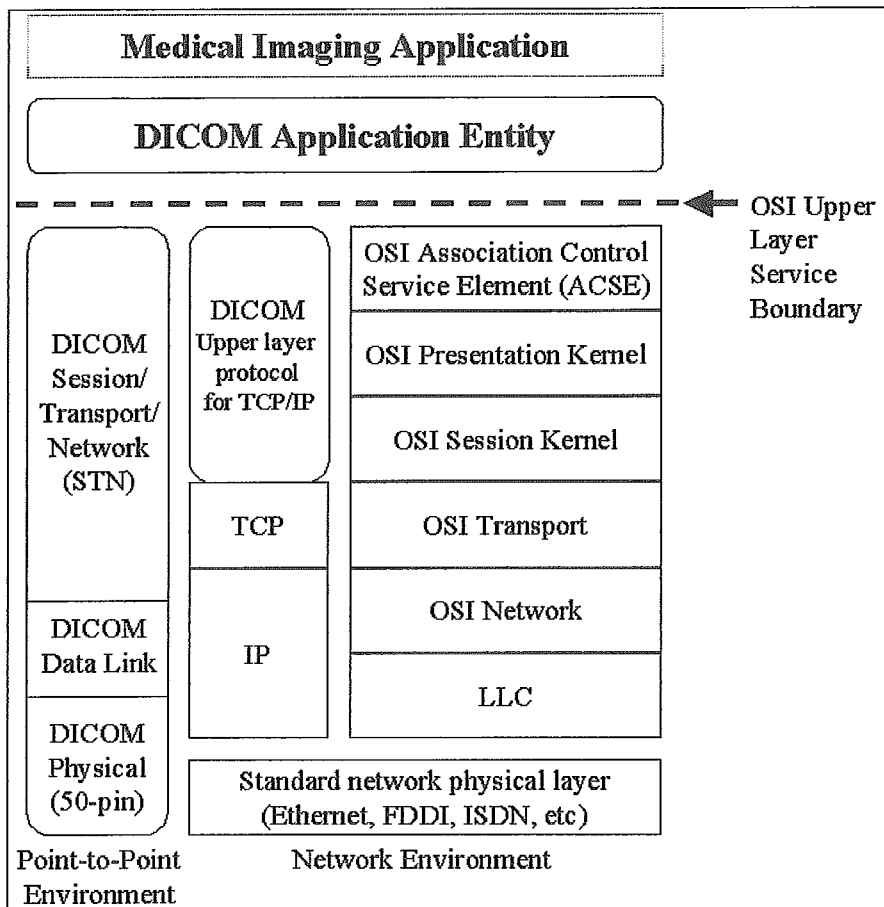 Medical Imaging Application
DICOM Application Entity
OSI Upper
Layer
Service
Boundary
DICOM
Session/
Transport/
Network
(STN)
DICOM
Data Link
DICOM
Physical
(50-pin)
DICOM
Upper layer
protocol
for TCP/IP
TCP
IP
OSI Association Control
Service Element (ACSE)
OSI Presentation Kernel
OSI Session Kernel
OSI Transport
OSI Network
LLC
Standard network physical layer
(Ethernet, FDDI, ISDN, etc)
Point-to-Point
Environment
Network Environment